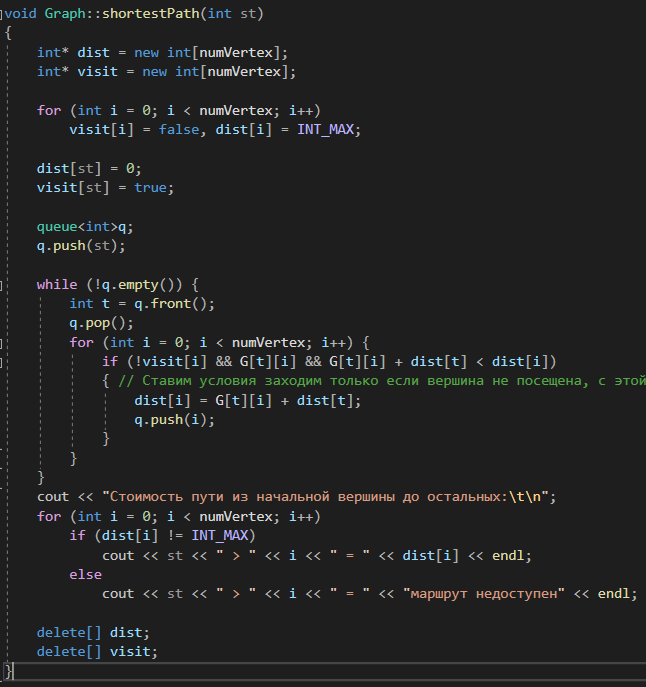 void Graph::shortestPath(int st)
{
    int* dist = new int[numVertex];
    int* visit = new int[numVertex];
    for (int i = 0; i < numVertex; i++)
        visit[i] = false, dist[i] = INT_MAX;
    dist[st] = 0;
    visit[st] = true;
    queue<int>q;
    q.push(st);
    while (!q.empty()) {
        int t = q.front();
        q.pop();
        for (int i = 0; i < numVertex; i++) {
            if (!visit[i] && G[t][i] && G[t][i] + dist[t] < dist[i])
            { // Ставим условия заходим только если вершина не посещена, с этой
                dist[i] = G[t][i] + dist[t];
                q.push(i);
            }
        }
    }
    cout << "Стоимость пути из начальной вершины до остальных:\t\n";
    for (int i = 0; i < numVertex; i++)
        if (dist[i] != INT_MAX)
            cout << st << " > " << i << " = " << dist[i] << endl;
        else
            cout << st << " > " << i << " = " << "маршрут недоступен" << endl;
    delete[] dist;
    delete[] visit;
}